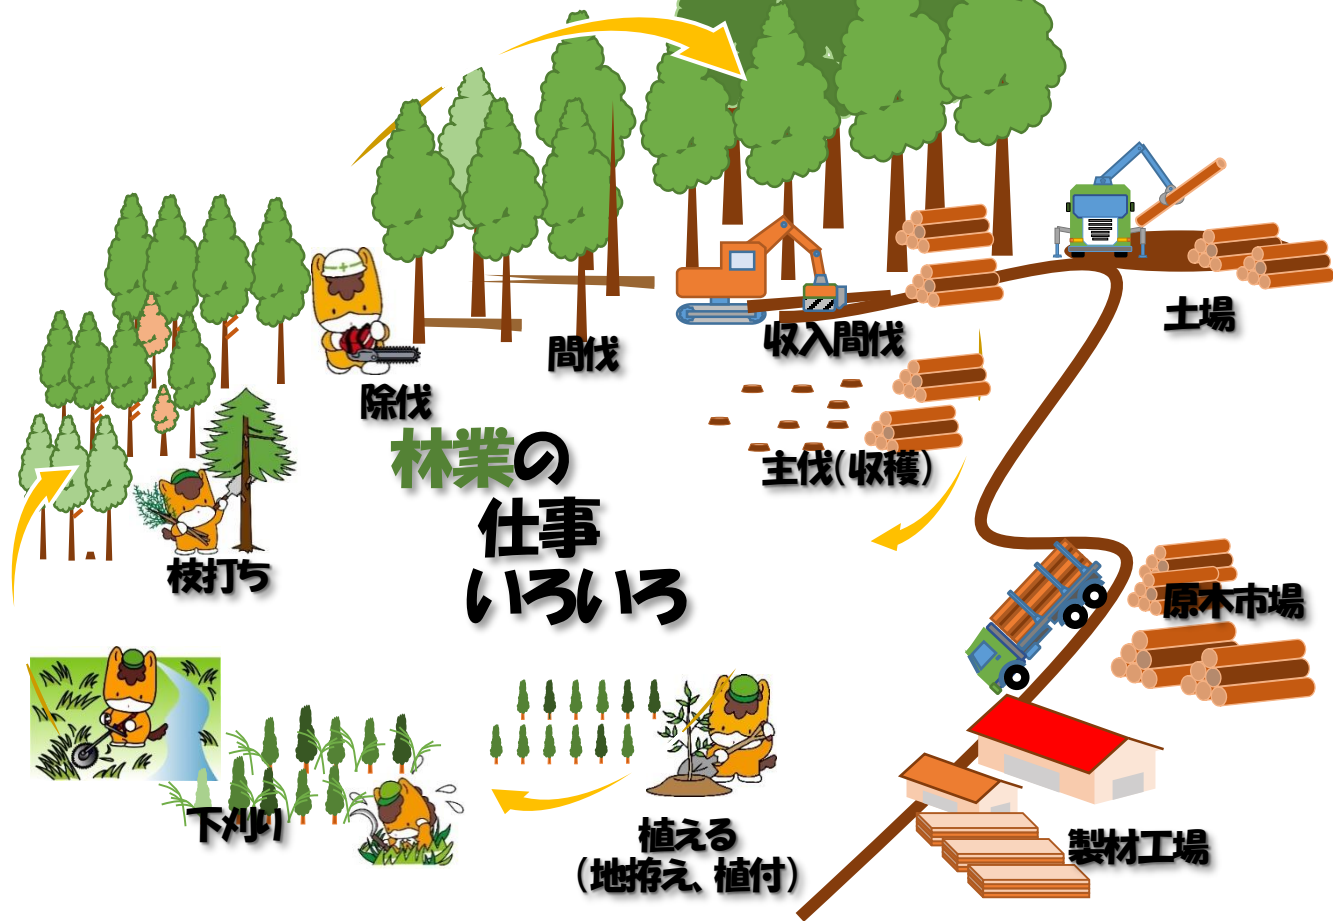 林業の
仕事
いろいろ
植える
（地拵え、植付）
下刈り
枝打ち
除伐
間伐
収入間伐
主伐（収穫）
土場
原木市場
製材工場